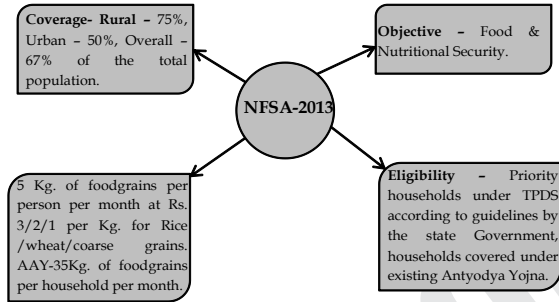 Coverage- Rural – 75%,
Urban – 50%, Overall –
67% of the total
population.
Objective – Food &
Nutritional Security.
NFSA-2013
5 Kg. of foodgrains per
person per month at Rs.
3/2/1 per Kg. for Rice
/wheat/coarse grains.
AAY-35Kg. of foodgrains
per household per month.
Eligibility – Priority
households under TPDS
according to guidelines by
the state Government,
households covered under
existing Antyodya Yojna.